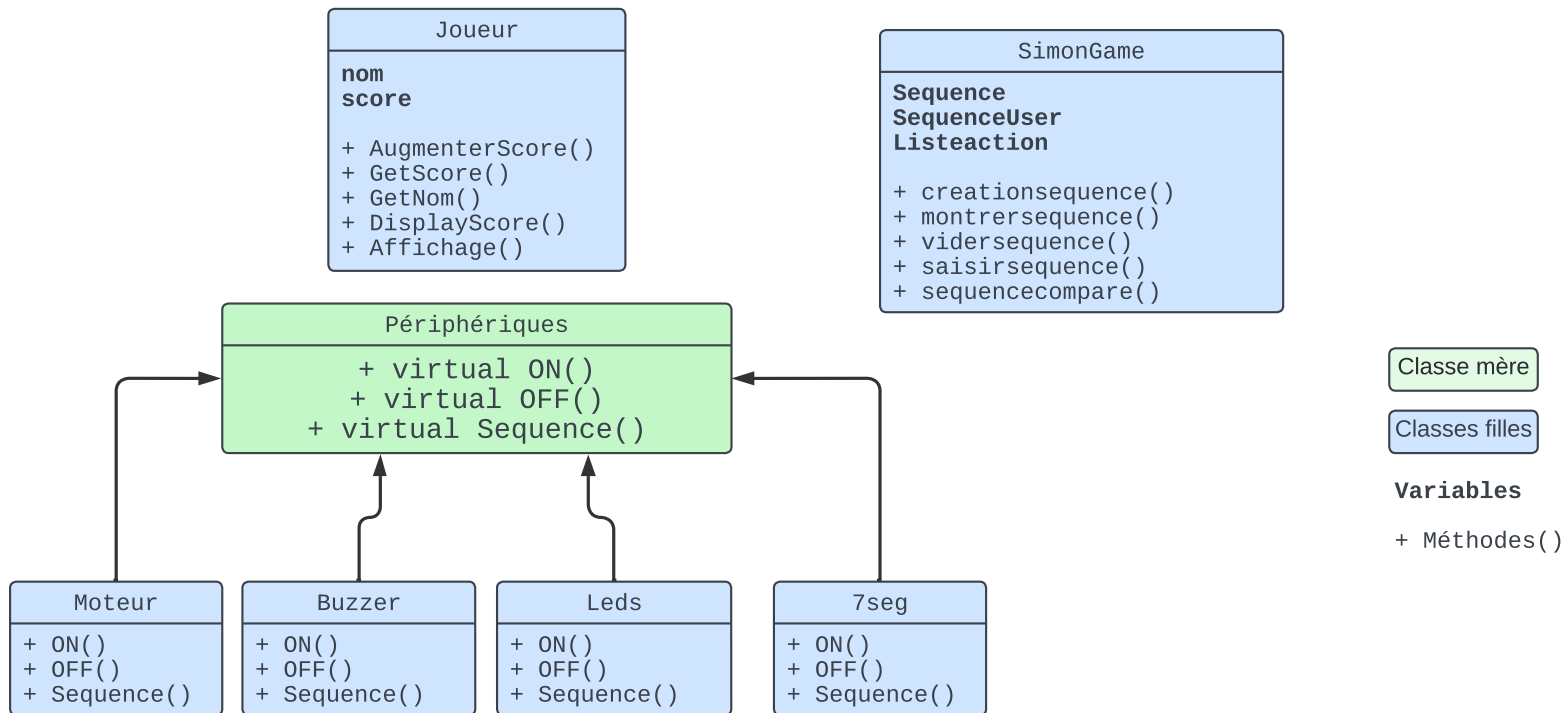 Joueur
nom
score
+ AugmenterScore()
+ GetScore()
+ GetNom()
+ DisplayScore()
+ Affichage()
SimonGame
Sequence
SequenceUser
Listeaction
+ creationsequence()
+ montrersequence()
+ vidersequence()
+ saisirsequence()
+ sequencecompare()
Périphériques
+ virtual ON()
+ virtual OFF()
+ virtual Sequence()
Classe mère
Classes filles
Variables
+ Méthodes()
Moteur
+ ON()
+ OFF()
+ Sequence()
Buzzer
+ ON()
+ OFF()
+ Sequence()
Leds
+ ON()
+ OFF()
+ Sequence()
7seg
+ ON()
+ OFF()
+ Sequence()